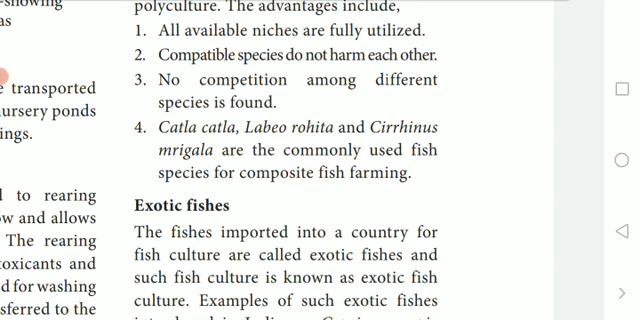 showing
as
e transported
nursery ponds
ings.
to rearing
ow and allows
The rearing
toxicants and
d for washing
sferred to the
polyculture. The advantages include,
1. All available niches are fully utilized.
2. Compatible species do not harm each other.
3. No competition among different
species is found.
4. Catla catla, Labeo rohita and Cirrhinus
mrigala are the commonly used fish
species for composite fish farming.
Exotic fishes
The fishes imported into a country for
fish culture are called exotic fishes and
such fish culture is known as exotic fish
culture. Examples of such exotic fishes